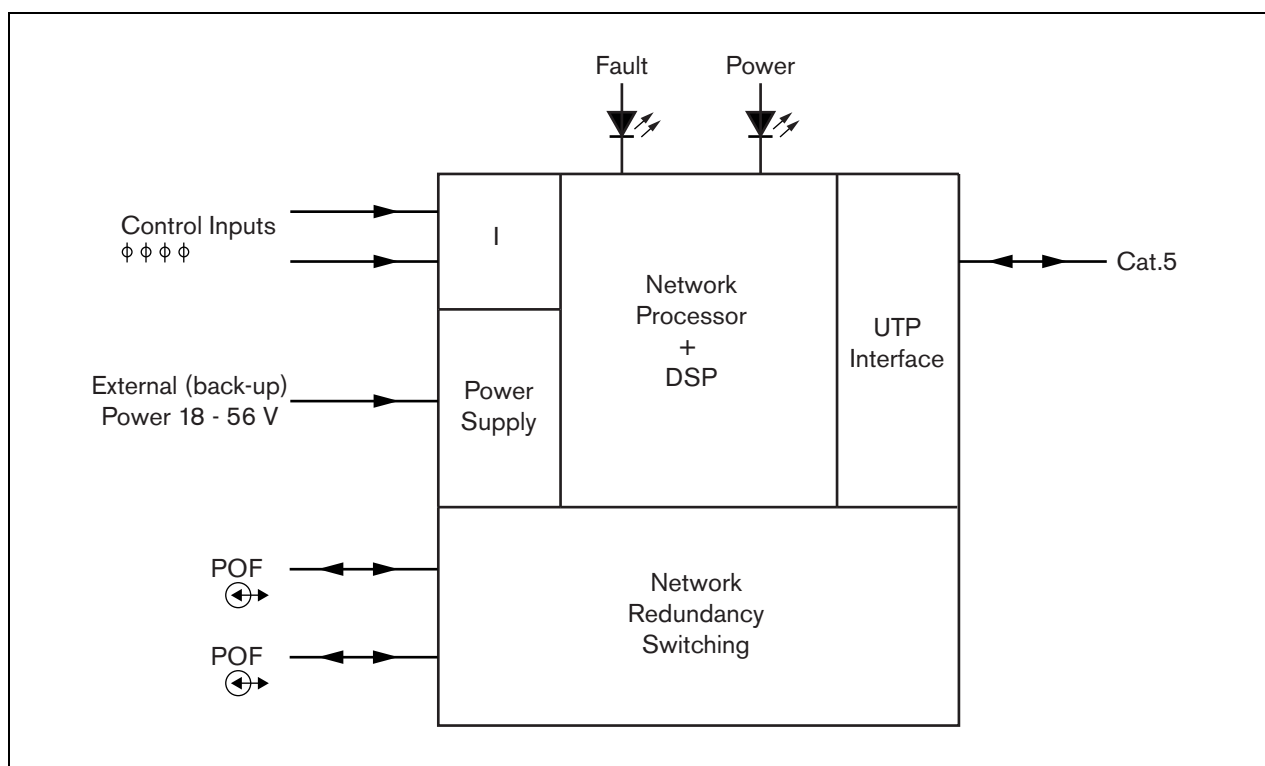 Fault
Power
Control Inputs
I
Network
Processor
+
DSP
UTP
Interface
Cat.5
External (back-up)
Power 18 - 56 V
Power
Supply
POF
POF
Network
Redundancy
Switching